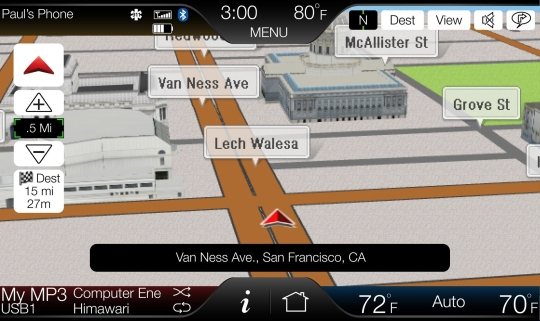 Paul's Phone
3:00
80°F
MENU
N
Dest
View
P
McAllister St
Van Ness Ave
Grove St
.5 Mi
Lech Walesa
Dest
15 mi
27m
Van Ness Ave., San Francisco, CA
My MP3
Computer Ene
USB1
Himawari
i
72°F
Auto
70°F